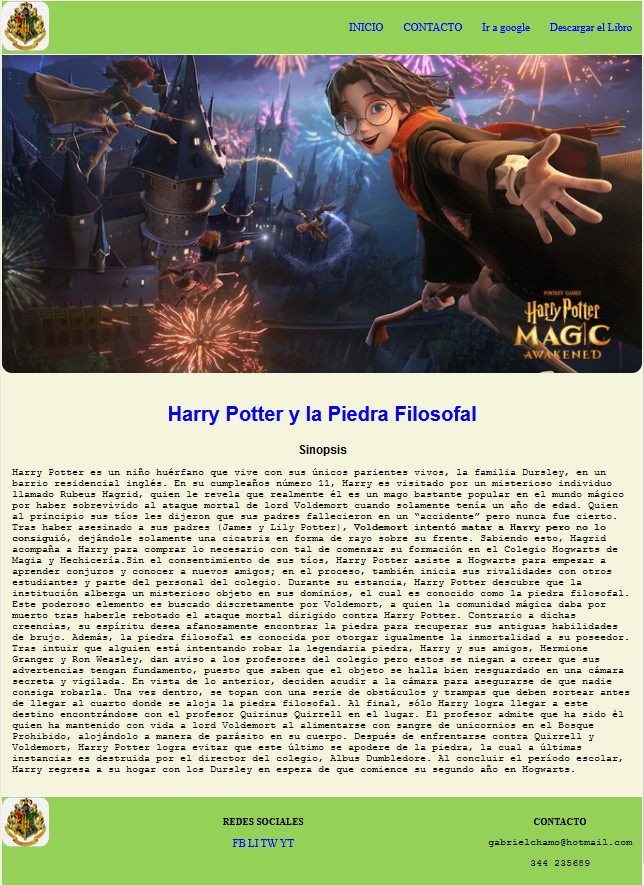 INICIO CONTACTO Ir a google Descargar el Libro
PORTKEY GAMES
Harry Potter
MAGIC
AWAKENED
Harry Potter y la Piedra Filosofal
Sinopsis
Harry Potter es un niño huérfano que vive con sus únicos parientes vivos, la familia Dursley, en un
barrio residencial inglés. En su cumpleaños número 11, Harry es visitado por un misterioso individuo
llamado Rubeus Hagrid, quien le revela que realmente él es un mago bastante popular en el mundo mágico
por haber sobrevivido al ataque mortal de lord Voldemort cuando solamente tenía un año de edad. Quien
al principio sus tíos les dijeron que sus padres fallecieron en un “accidente” pero nunca fue cierto.
Tras haber asesinado a sus padres (James y Lily Potter), Voldemort intentó matar a Harry pero no lo
consiguió, dejándole solamente una cicatriz en forma de rayo sobre su frente. Sabiendo esto, Hagrid
acompaña a Harry para comprar lo necesario con tal de comenzar su formación en el Colegio Hogwarts de
Magia y Hechicería.Sin el consentimiento de sus tíos, Harry Potter asiste a Hogwarts para empezar a
aprender conjuros y conocer a nuevos amigos; en el proceso, también inicia sus rivalidades con otros
estudiantes y parte del personal del colegio. Durante su estancia, Harry Potter descubre que la
institución alberga un misterioso objeto en sus dominios, el cual es conocido como la piedra filosofal.
Este poderoso elemento es buscado discretamente por Voldemort, a quien la comunidad mágica daba por
muerto tras haberle rebotado el ataque mortal dirigido contra Harry Potter. Contrario a dichas
creencias, su espíritu desea afanosamente encontrar la piedra para recuperar sus antiguas habilidades
de brujo. Además, la piedra filosofal es conocida por otorgar igualmente la inmortalidad a su poseedor.
Tras intuir que alguien está intentando robar la legendaria piedra, Harry y sus amigos, Hermione
Granger y Ron Weasley, dan aviso a los profesores del colegio pero estos se niegan a creer que sus
advertencias tengan fundamento, puesto que saben que el objeto se halla bien resguardado en una cámara
secreta y vigilada. En vista de lo anterior, deciden acudir a la cámara para asegurarse de que nadie
consiga robarla. Una vez dentro, se topan con una serie de obstáculos y trampas que deben sortear antes
de llegar al cuarto donde se aloja la piedra filosofal. Al final, sólo Harry logra llegar a este
destino encontrándose con el profesor Quirinus Quirrell en el lugar. El profesor admite que ha sido él
quien ha mantenido con vida a lord Voldemort al alimentarse con sangre de unicornios en el Bosque
Prohibido, alojándolo a manera de parásito en su cuerpo. Después de enfrentarse contra Quirrell y
Voldemort, Harry Potter logra evitar que este último se apodere de la piedra, la cual a últimas
instancias es destruida por el director del colegio, Albus Dumbledore. Al concluir el período escolar,
Harry regresa a su hogar con los Dursley en espera de que comience su segundo año en Hogwarts.
REDES SOCIALES
FB LI TW YT
CONTACTO
gabrielchamo@hotmail.com
344 235689